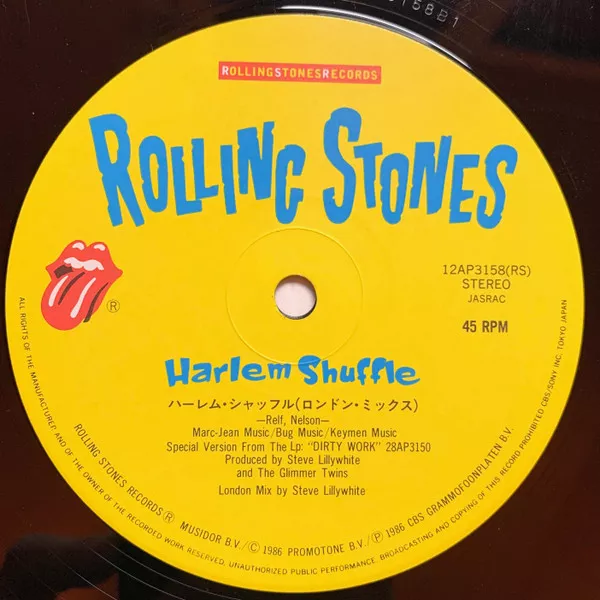 158B1
ROLLINGSTONESRECORDS
ROLLING STONES
®
12AP3158(RS)
STEREO
JASRAC
45 RPM
Harlem Shuffle
ハーレム・シャッフル(ロンドン・ミックス)
—Relf, Nelson—
Marc-Jean Music/Bug Music/Keymen Music
Special Version From The Lp: "DIRTY WORK" 28AP3150
Produced by Steve Lillywhite
and The Glimmer Twins
London Mix by Steve Lillywhite
ROLLING STONES RECORDS® MUSIDOR B.V./© 1986 PROMOTONE B.V./℗ 1986 CBS GRAMMOFOONPLATEN B.V.
ALL RIGHTS OF THE MANUFACTURER AND OF THE OWNER OF THE RECORDED WORK RESERVED. UNAUTHORIZED PUBLIC PERFORMANCE, BROADCASTING AND COPYING OF THIS RECORD PROHIBITED CBS/SONY INC. TOKYO JAPAN